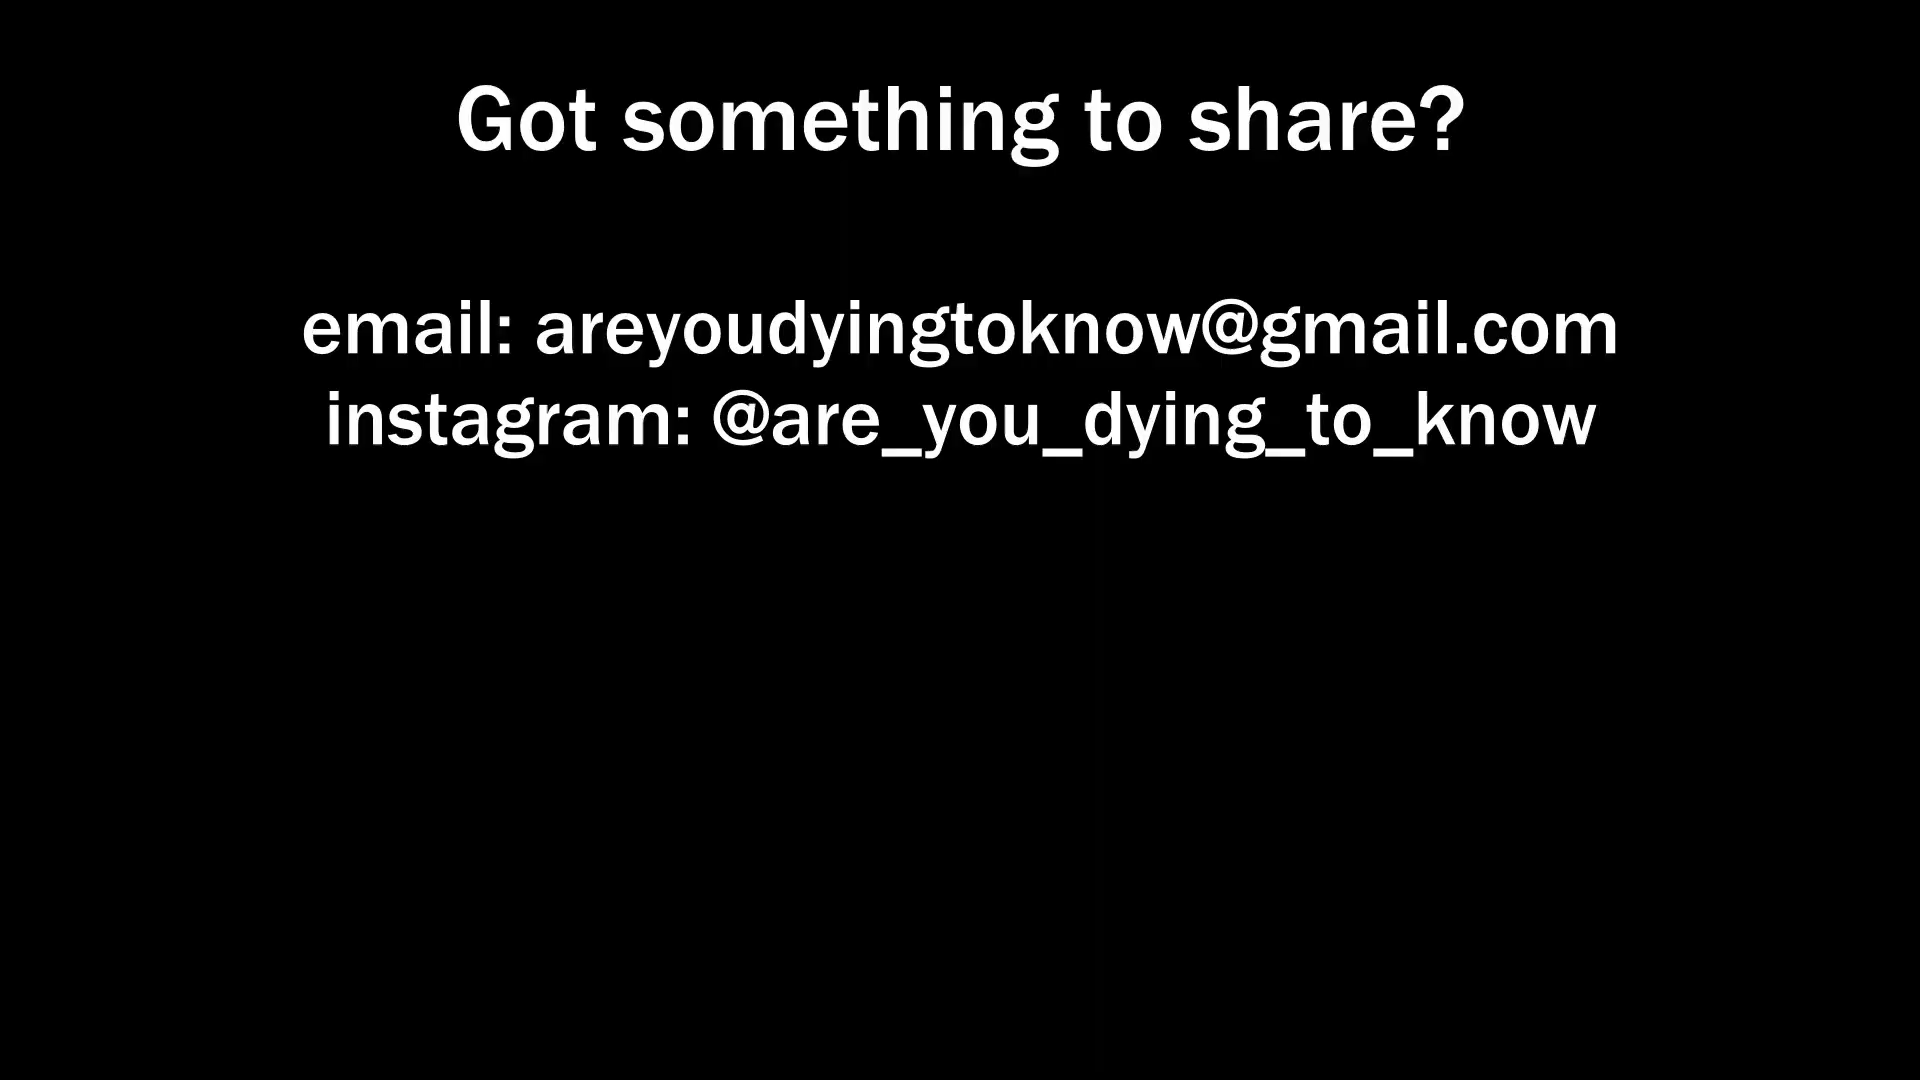 Got something to share?
email: areyoudyingtoknow@gmail.com
instagram: @are_you_dying_to_know